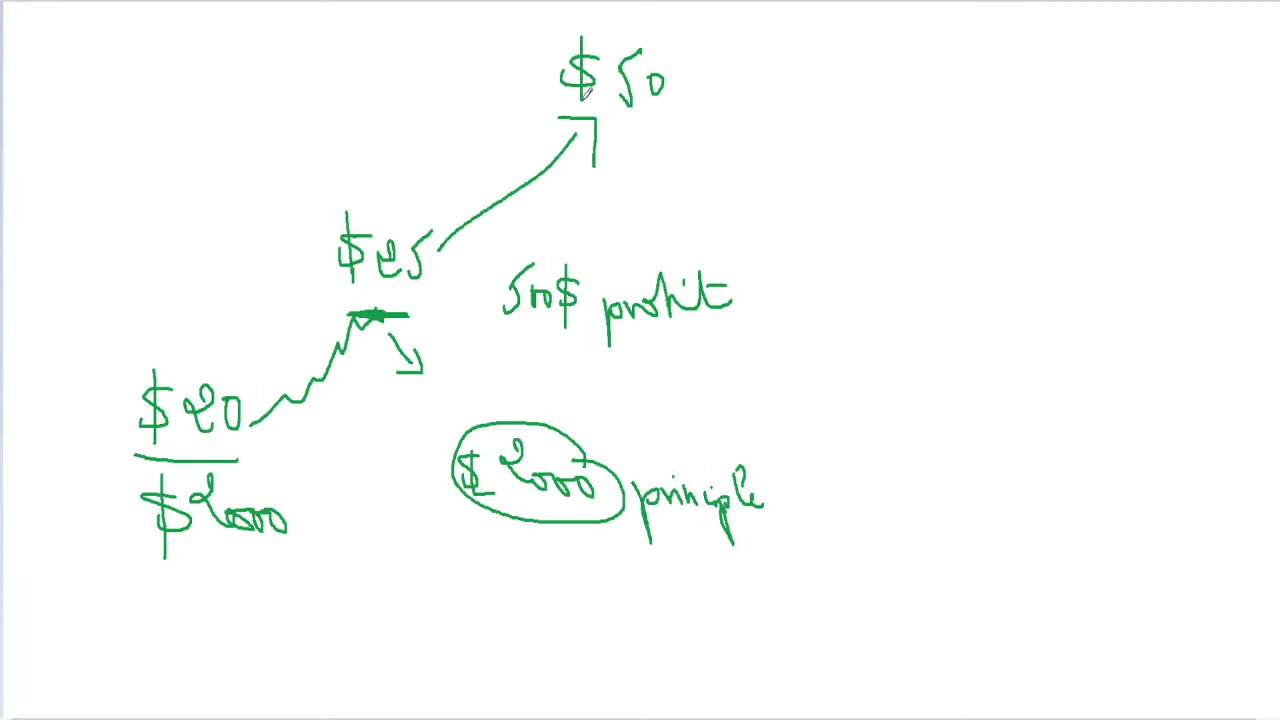 $ 50
$ 25
500$ profit
$ 20
$ 2000 principle
$ 2000